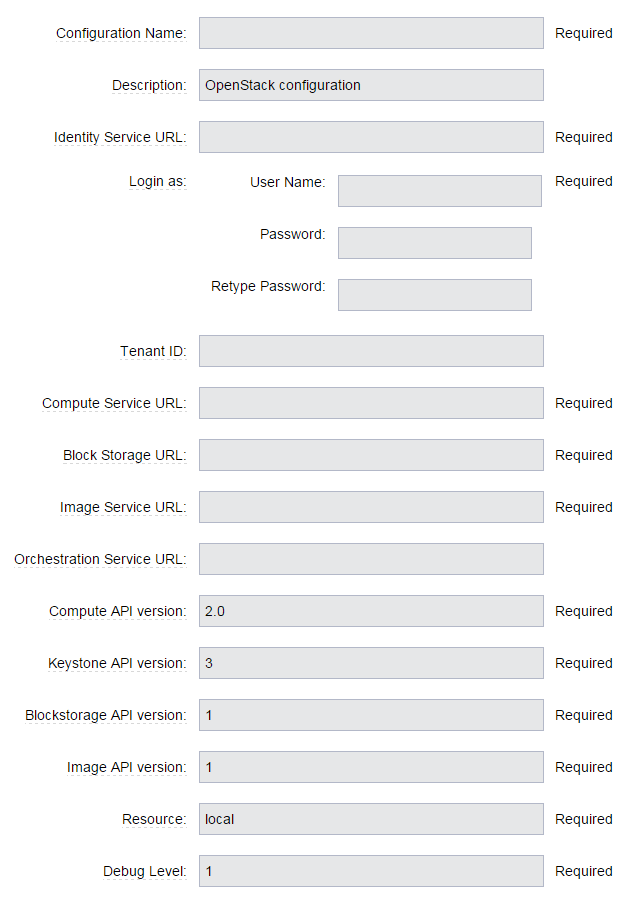 Configuration Name: Required
Description: OpenStack configuration
Identity Service URL: Required
Login as: User Name: Required
Password:
Retype Password:
Tenant ID:
Compute Service URL: Required
Block Storage URL: Required
Image Service URL: Required
Orchestration Service URL:
Compute API version: 2.0 Required
Keystone API version: 3 Required
Blockstorage API version: 1 Required
Image API version: 1 Required
Resource: local Required
Debug Level: 1 Required